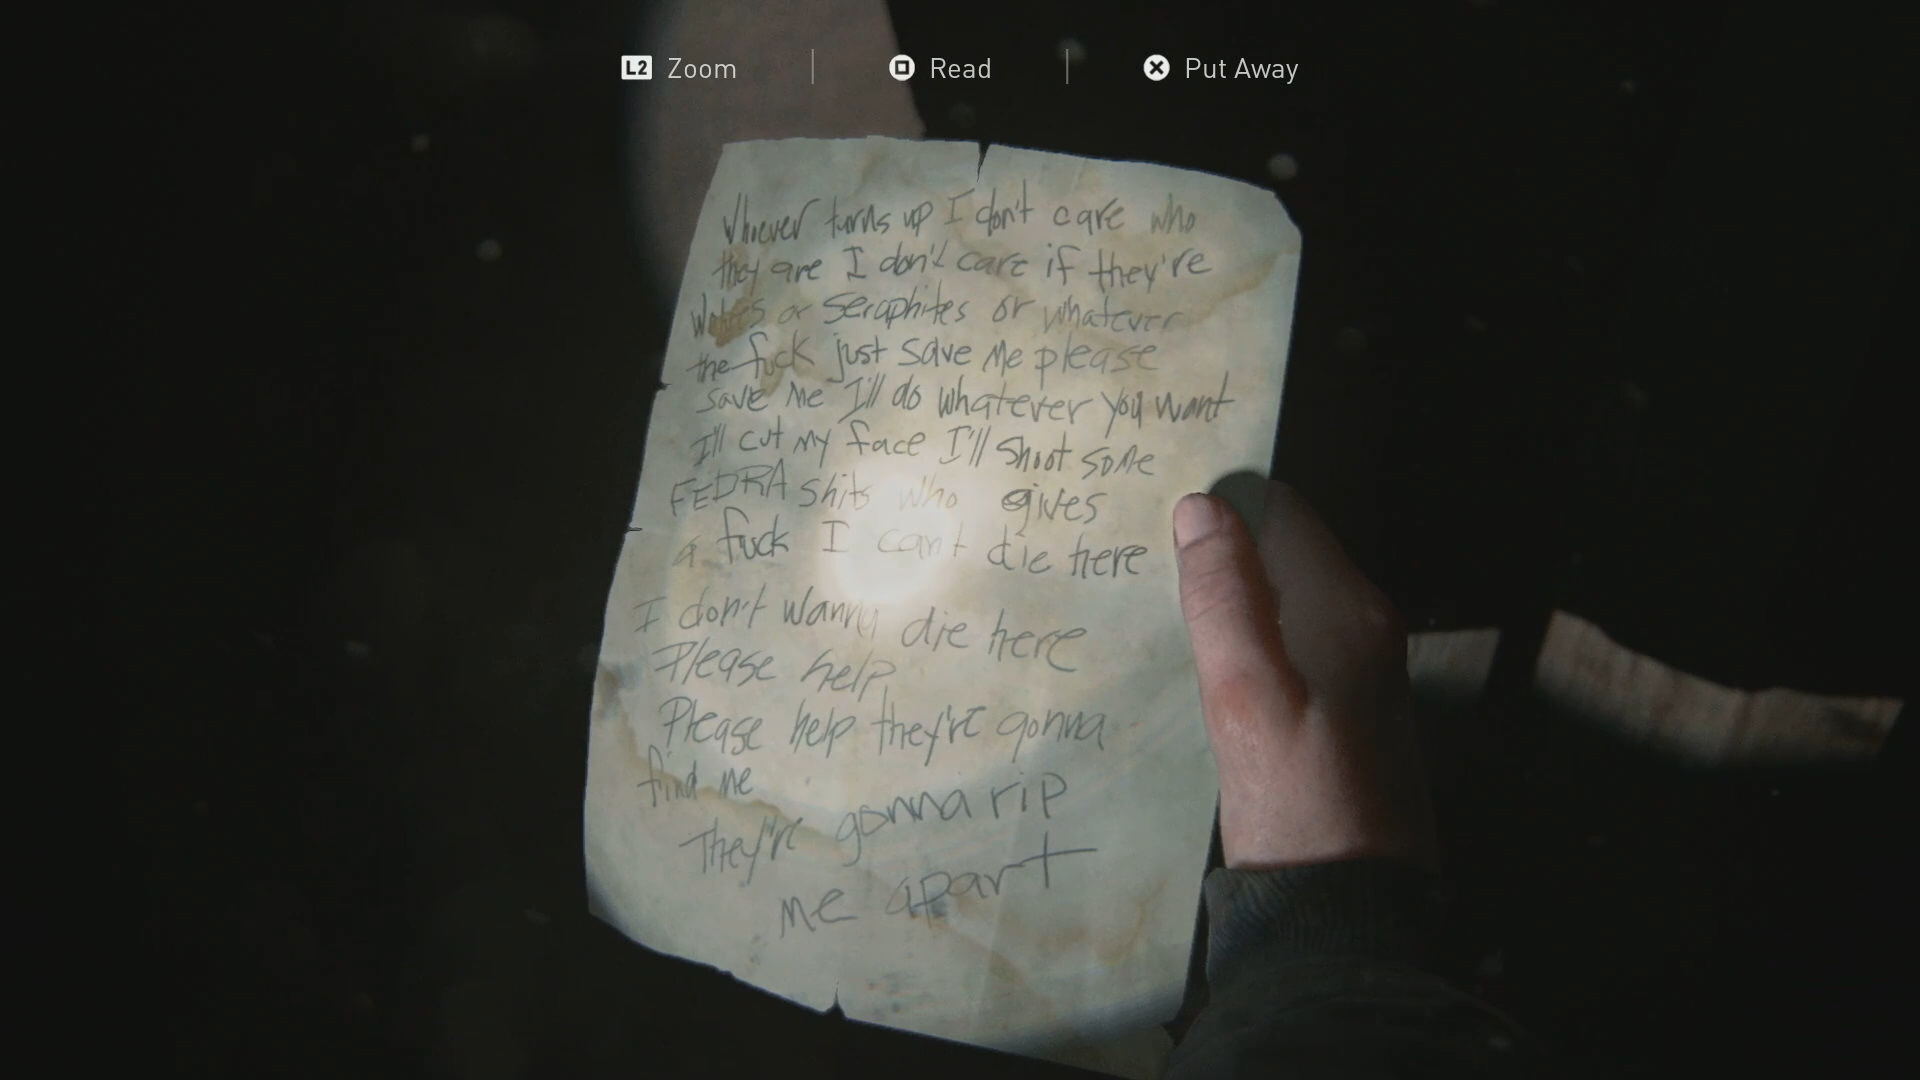 L2 Zoom | Read | Put Away
Whoever turns up I don't care who
they are I don't care if they're
Wolves or Seraphites or whatever
the fuck just save me please
save me I'll do whatever you want
I'll cut my face I'll shoot some
FEDRA shits who gives
a fuck I can't die here
I don't wanna die here
Please help
Please help they're gonna
find me
They're gonna rip
me apart